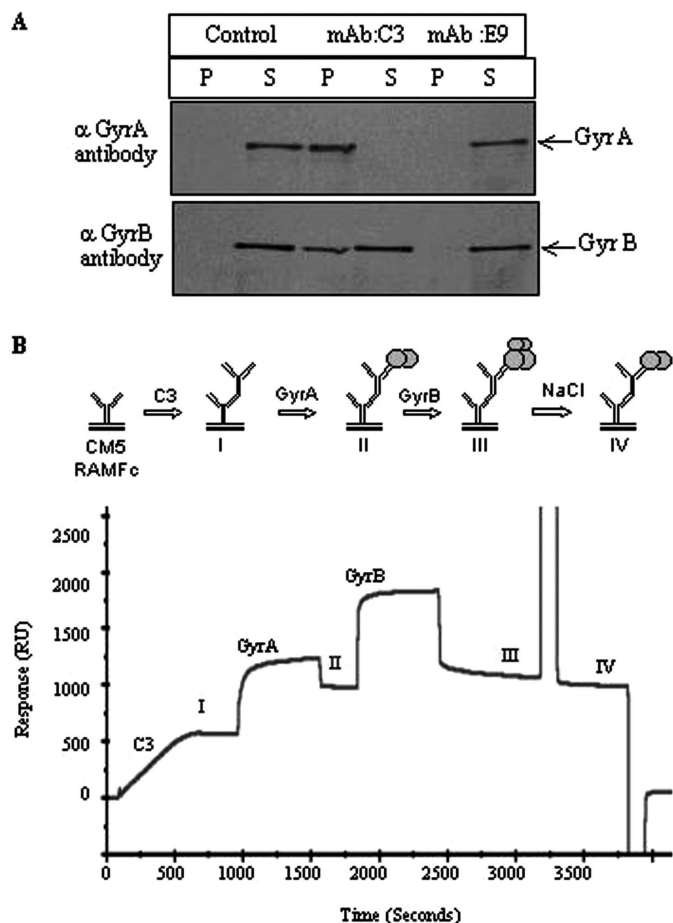 A
Control mAb:C3 mAb :E9
P S P S P S
α GyrA
antibody
GyrA
α GyrB
antibody
Gyr B
B
C3 GyrA GyrB NaCl
CM5
RAMFc
I II III IV
2500
2000
1500
1000
500
0
Response (RU)
C3
I
GyrA
II
GyrB
III
IV
0 500 1000 1500 2000 2500 3000 3500
Time (Seconds)